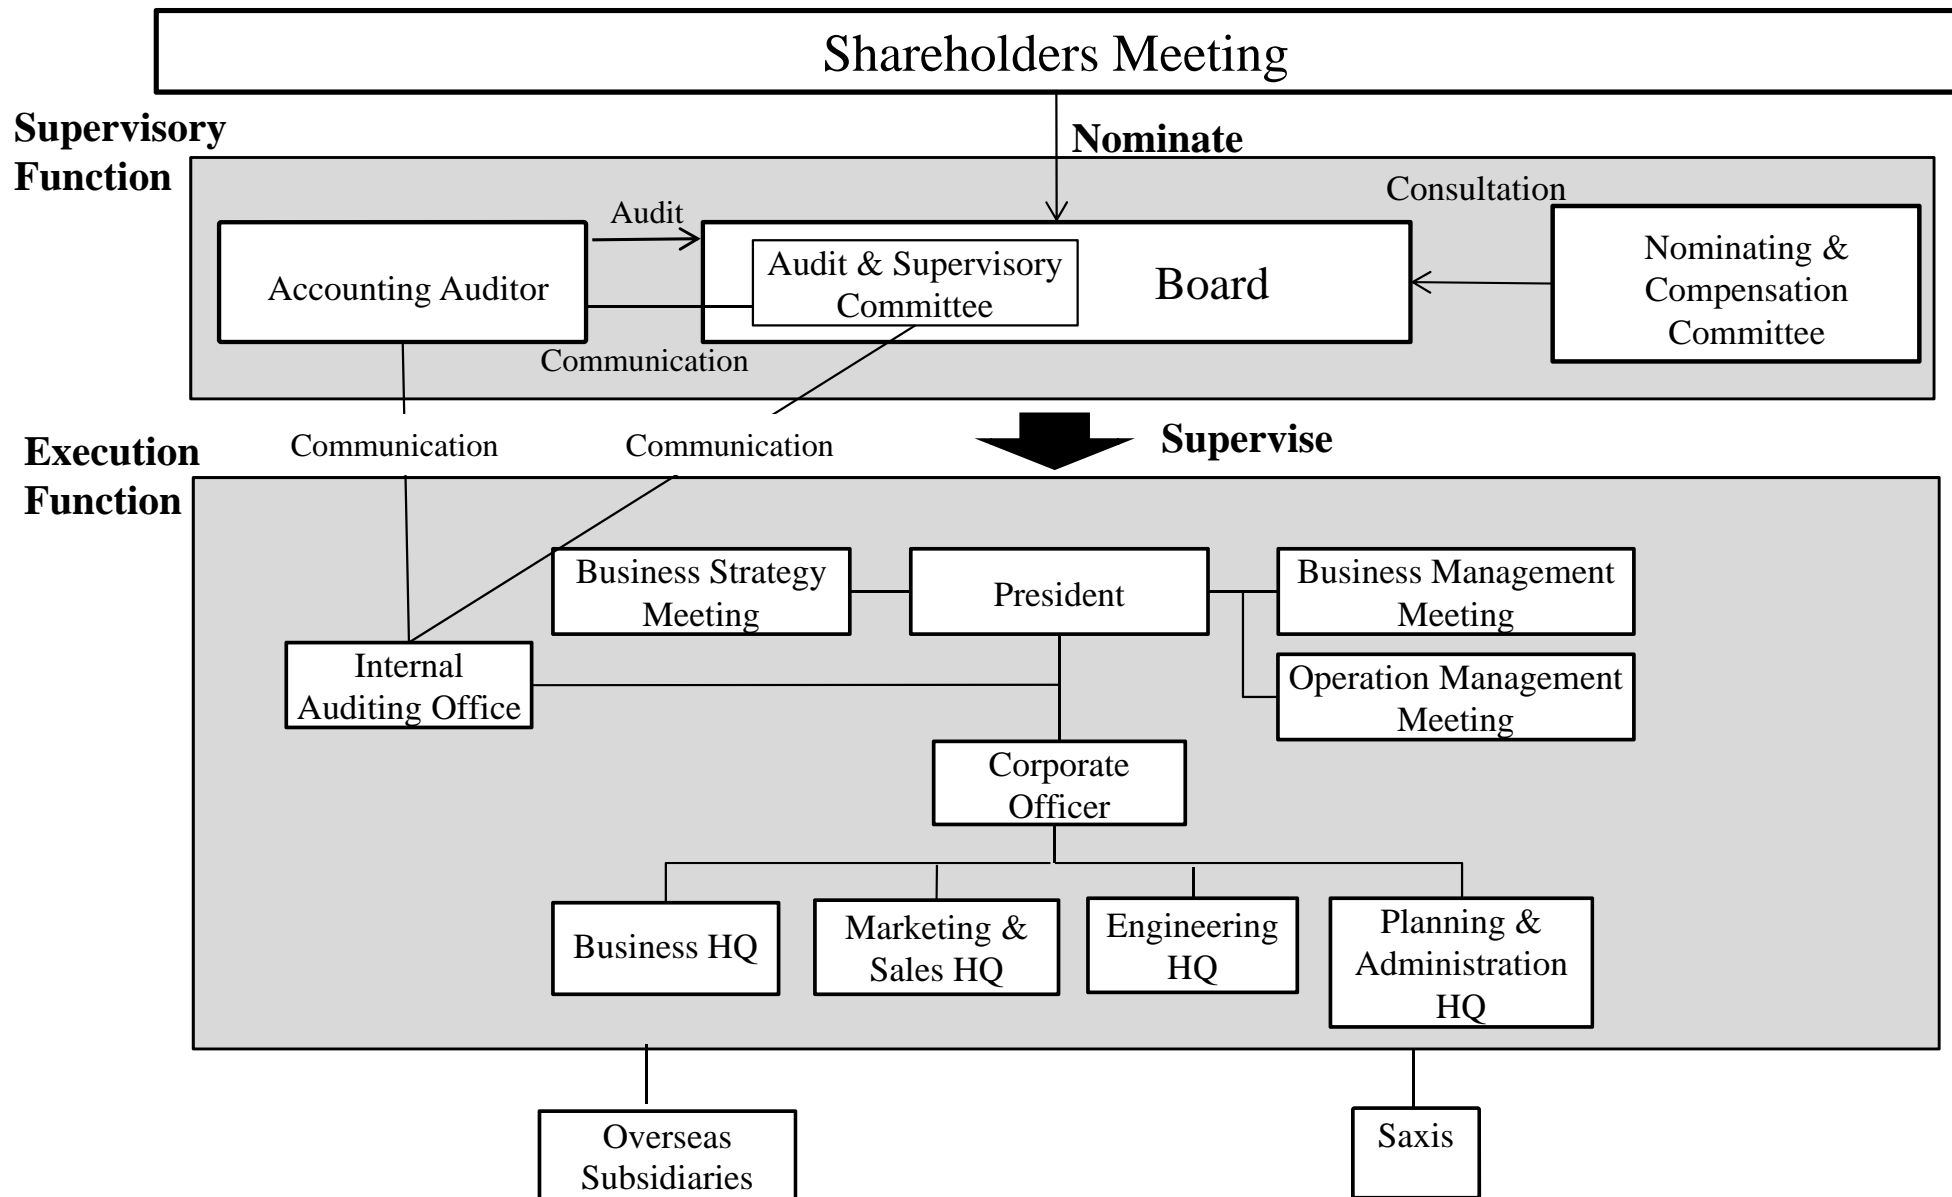 Shareholders Meeting
Supervisory
Function
Nominate
Consultation
Audit
Accounting Auditor
Audit & Supervisory
Committee
Board
Nominating &
Compensation
Committee
Communication
Execution
Function
Communication
Communication
Supervise
Business Strategy
Meeting
President
Business Management
Meeting
Internal
Auditing Office
Operation Management
Meeting
Corporate
Officer
Business HQ
Marketing &
Sales HQ
Engineering
HQ
Planning &
Administration
HQ
Overseas
Subsidiaries
Saxis